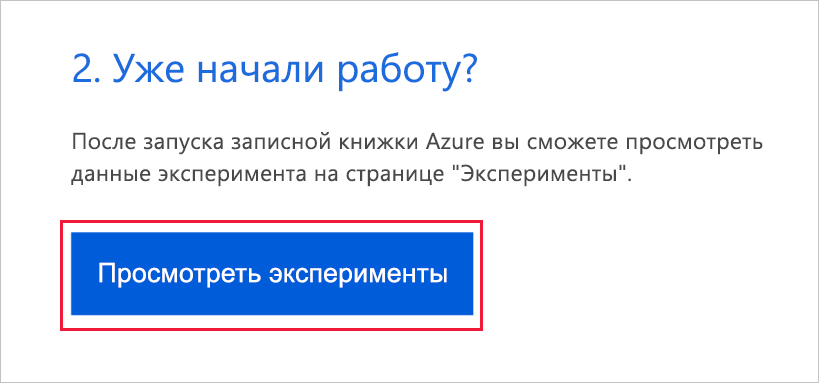 2. Уже начали работу?
После запуска записной книжки Azure вы сможете просмотреть
данные эксперимента на странице "Эксперименты".
Просмотреть эксперименты